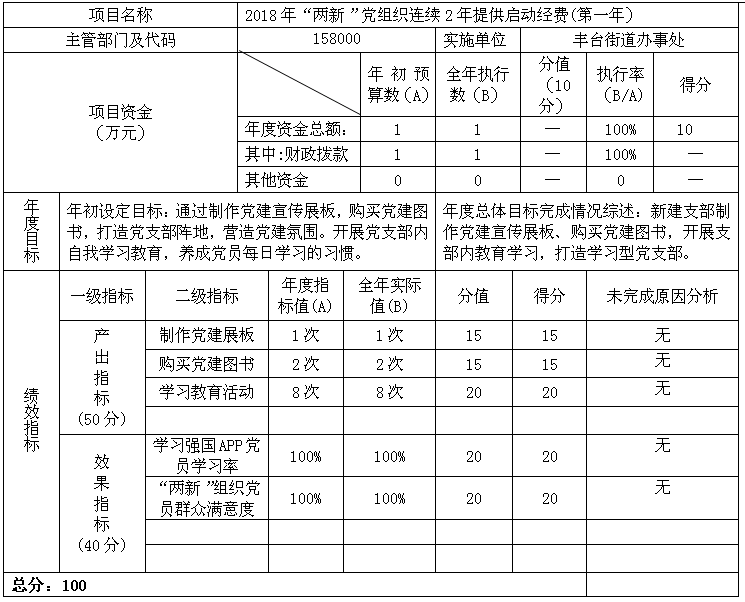 项目名称 2018年“两新”党组织连续2年提供启动经费(第一年)
主管部门及代码 158000 实施单位 丰台街道办事处
项目资金
（万元）
年 初 预
算数（A）
全年执行
数（B）
分值
（10
分）
执行率
（B/A）
得分
年度资金总额： 1 1 — 100% 10
其中:财政拨款 1 1 — 100% —
其他资金 0 0 — 0 —
年度目标
年初设定目标：通过制作党建宣传展板，购买党建图
书，打造党支部阵地，营造党建氛围。开展党支部内
自我学习教育，养成党员每日学习的习惯。
年度总体目标完成情况综述：新建支部制
作党建宣传展板、购买党建图书，开展支
部内教育学习，打造学习型党支部。
绩效指标
一级指标 二级指标
年度指
标值(A)
全年实际
值(B)
分值 得分 未完成原因分析
产
出
指
标
(50分)
制作党建展板 1次 1次 15 15 无
购买党建图书 2次 2次 15 15 无
学习教育活动 8次 8次 20 20 无
效
果
指
标
(40分)
学习强国APP党
员学习率
100% 100% 20 20 无
“两新”组织党
员群众满意度
100% 100% 20 20 无
总分：100